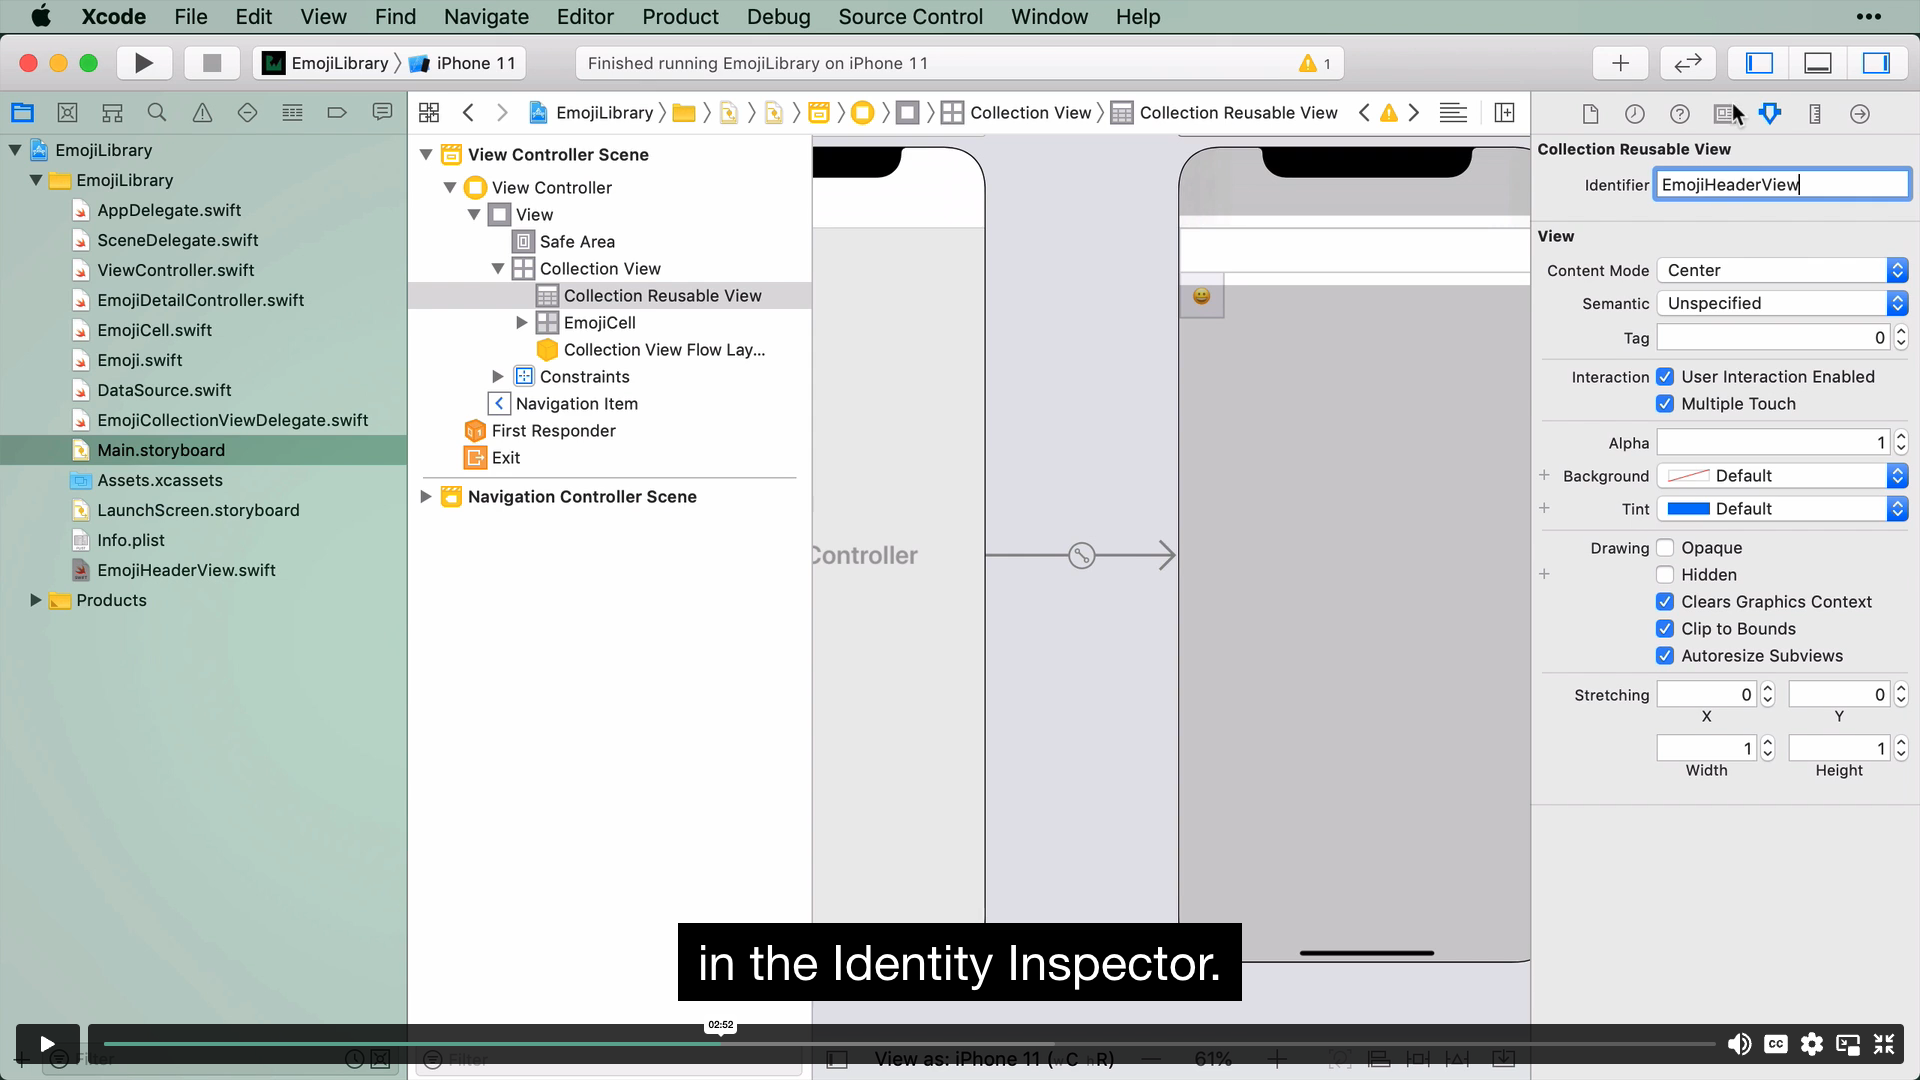 Xcode File Edit View Find Navigate Editor Product Debug Source Control Window Help
EmojiLibrary iPhone 11
Finished running EmojiLibrary on iPhone 11
1
EmojiLibrary
Collection View
Collection Reusable View
EmojiLibrary
EmojiLibrary
AppDelegate.swift
SceneDelegate.swift
ViewController.swift
EmojiDetailController.swift
EmojiCell.swift
Emoji.swift
DataSource.swift
EmojiCollectionViewDelegate.swift
Main.storyboard
Assets.xcassets
LaunchScreen.storyboard
Info.plist
EmojiHeaderView.swift
Products
Filter
View Controller Scene
View Controller
View
Safe Area
Collection View
Collection Reusable View
EmojiCell
Collection View Flow Lay...
Constraints
Navigation Item
First Responder
Exit
Navigation Controller Scene
Filter
Controller
Collection Reusable View
Identifier EmojiHeaderView
View
Content Mode Center
Semantic Unspecified
Tag 0
Interaction User Interaction Enabled
Multiple Touch
Alpha 1
Background Default
Tint Default
Drawing Opaque
Hidden
Clears Graphics Context
Clip to Bounds
Autoresize Subviews
Stretching 0 0
X Y
1 1
Width Height
in the Identity Inspector.
02:52
View as: iPhone 11 (wC hR)
61%
CC